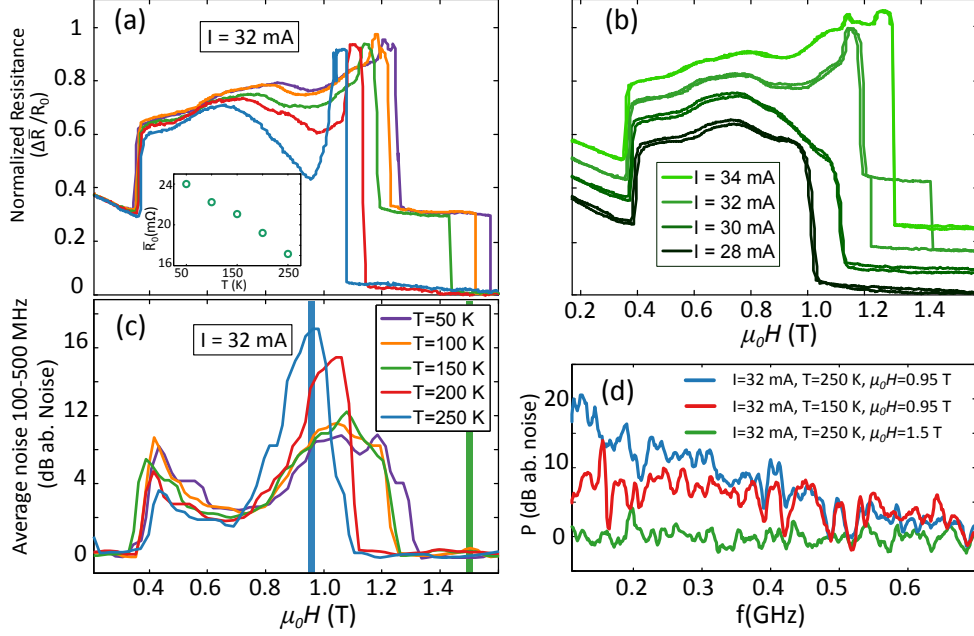 (a)
I = 32 mA
Normalized Resisitance
(ΔR̅ /R₀)
1
0.8
0.6
0.4
0.2
0
24
20
16
R̅₀(mΩ)
50
100
150
200
250
T (K)
(b)
I = 34 mA
I = 32 mA
I = 30 mA
I = 28 mA
0.2
0.4
0.6
0.8
1.0
1.2
1.4
μ₀H (T)
(c)
I = 32 mA
Average noise 100-500 MHz
(dB ab. Noise)
16
12
8
4
0
T=50 K
T=100 K
T=150 K
T=200 K
T=250 K
0.4
0.6
0.8
1.0
1.2
1.4
μ₀H (T)
(d)
I=32 mA, T=250 K, μ₀H=0.95 T
I=32 mA, T=150 K, μ₀H=0.95 T
I=32 mA, T=250 K, μ₀H=1.5 T
P (dB ab. noise)
20
10
0
0.2
0.3
0.4
0.5
0.6
f(GHz)